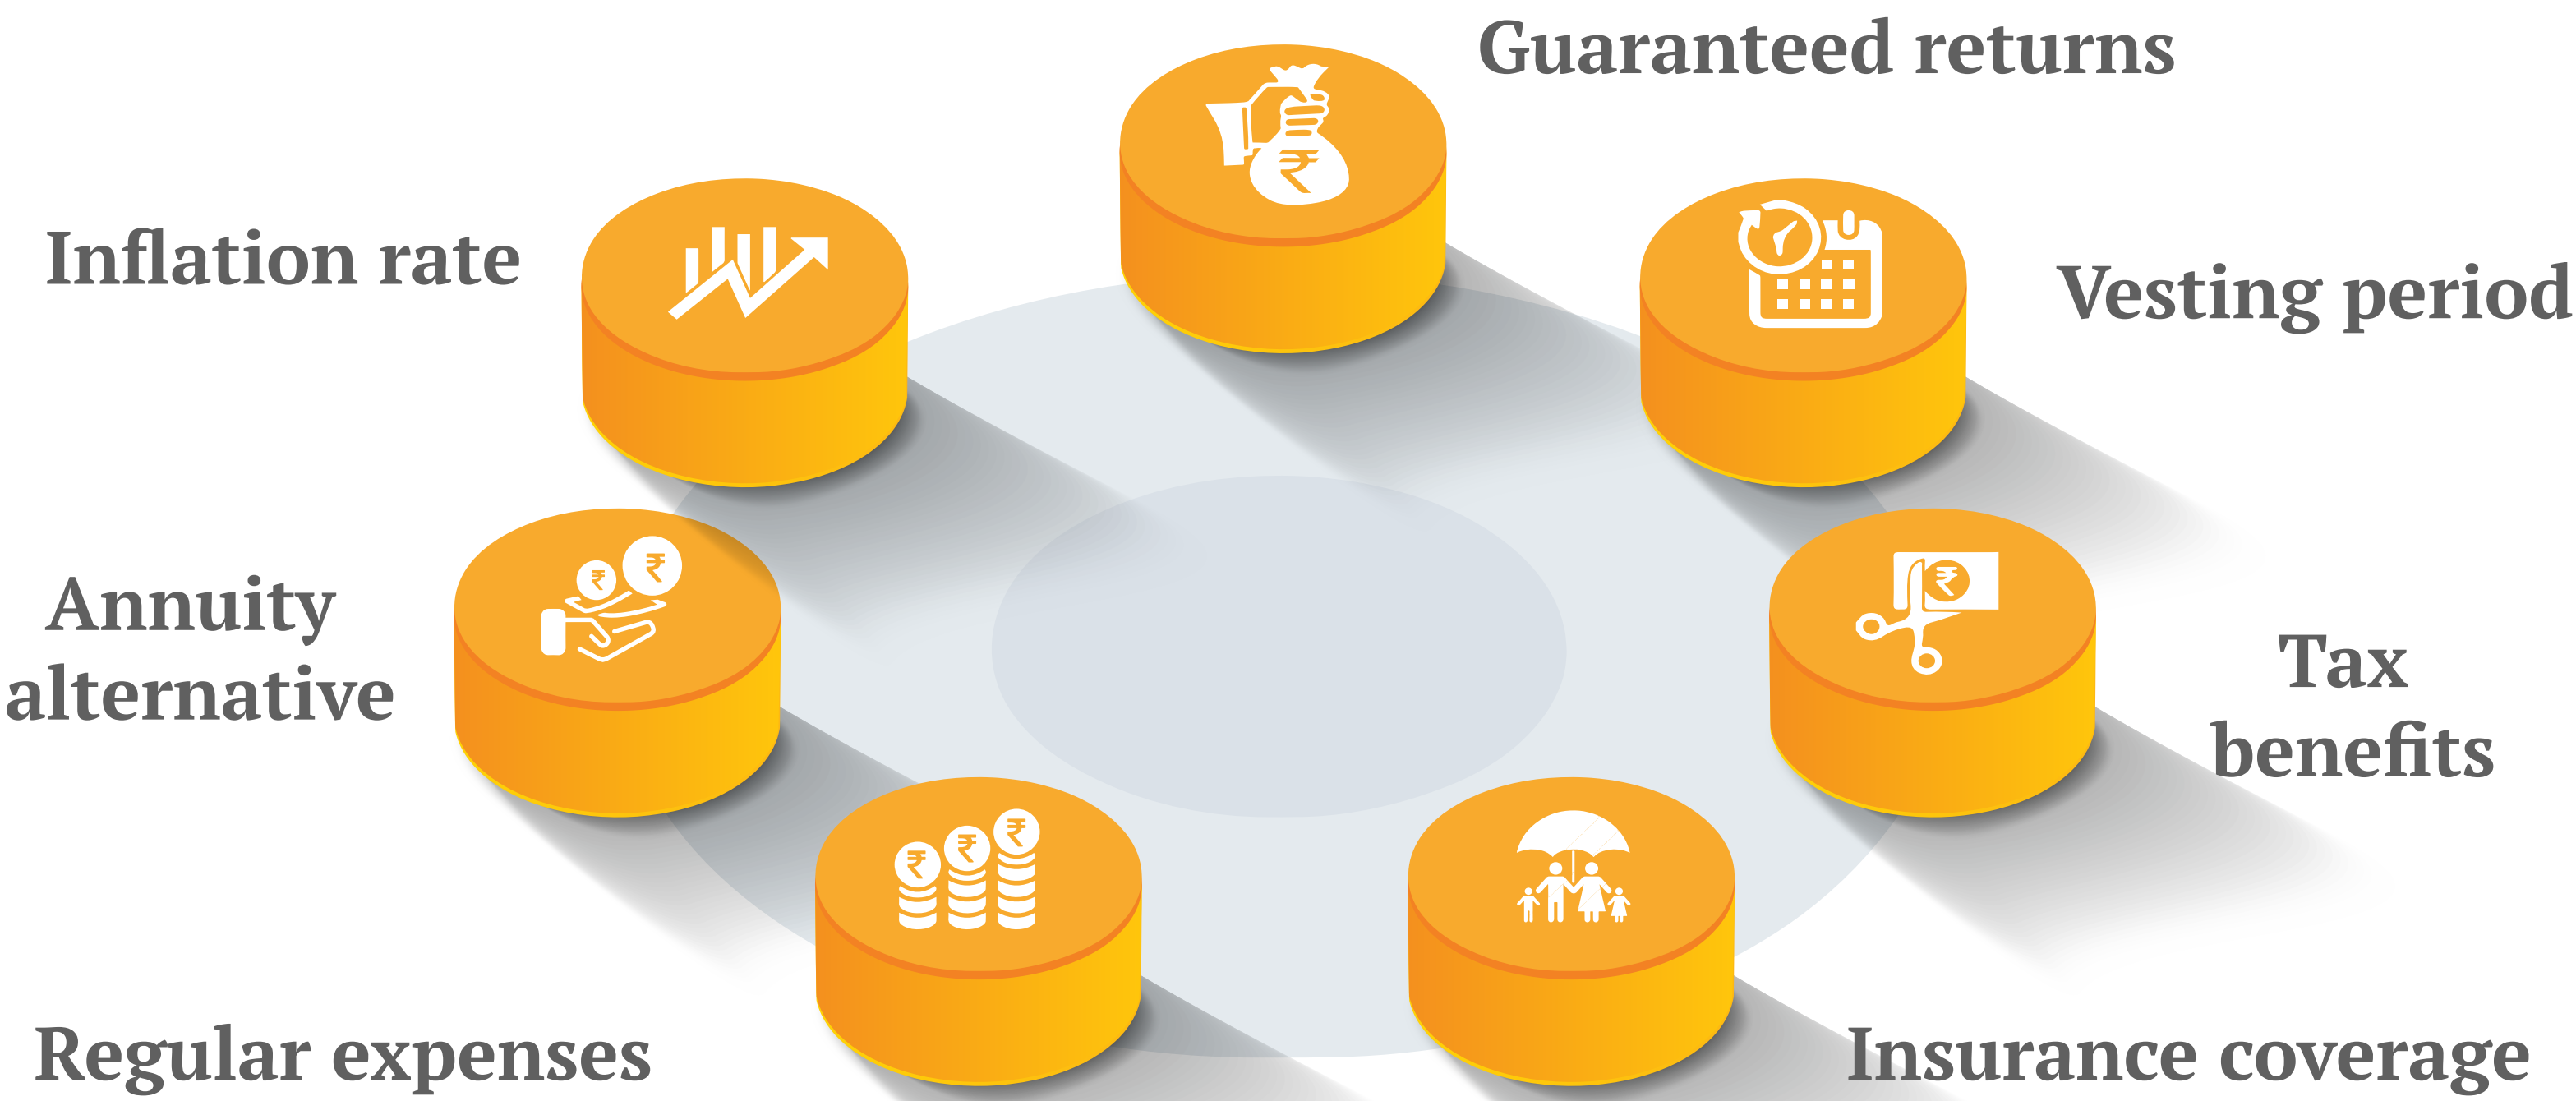 Guaranteed returns
Inflation rate
Vesting period
Annuity
alternative
Tax
benefits
Regular expenses
Insurance coverage
₹
₹
₹
₹
₹
₹
₹